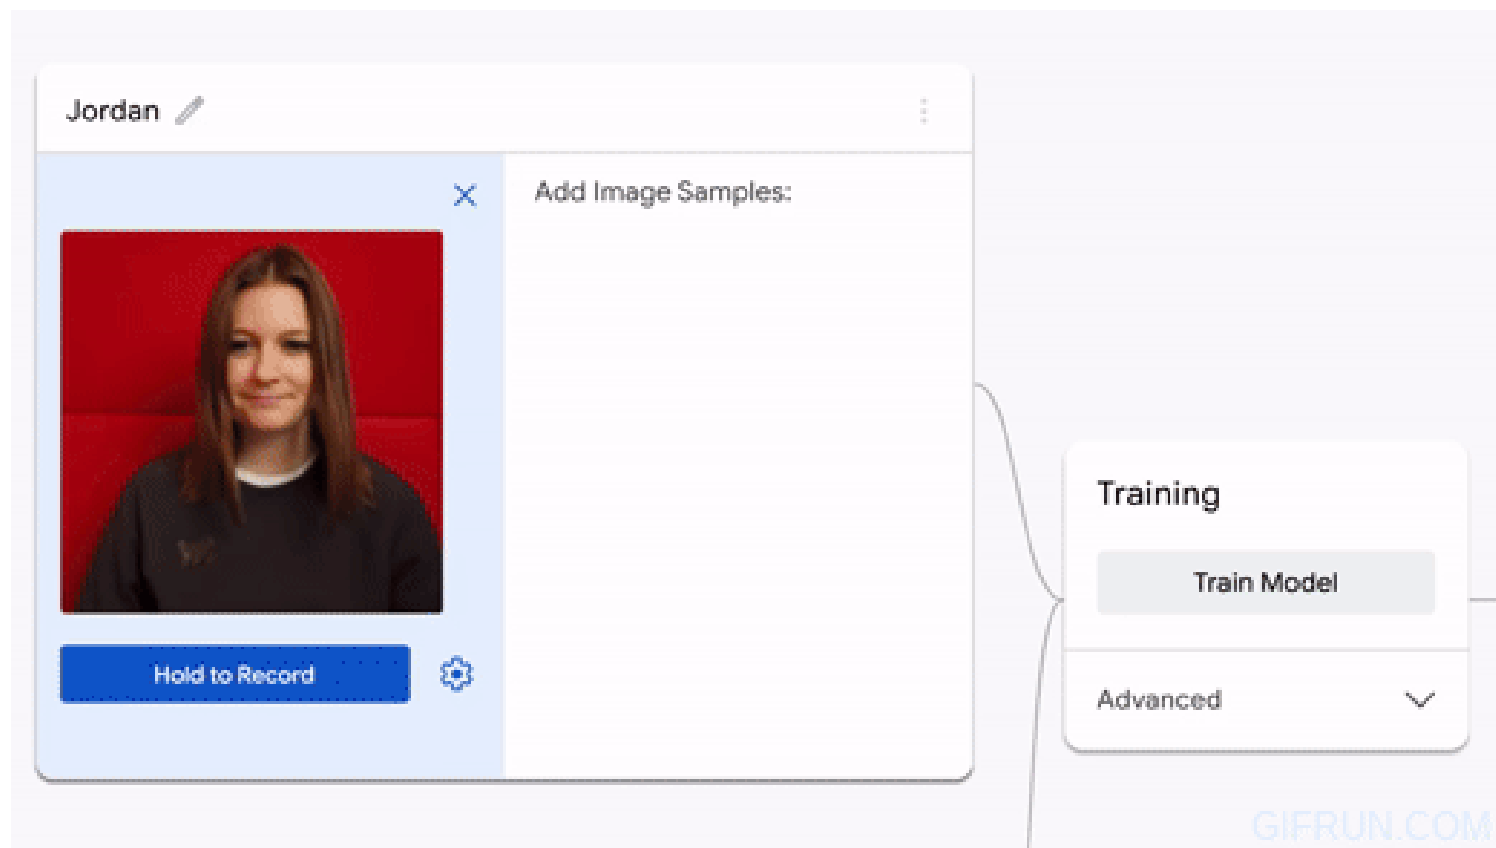 Jordan
Add Image Samples:
Hold to Record
Training
Train Model
Advanced
GIFRUN.COM